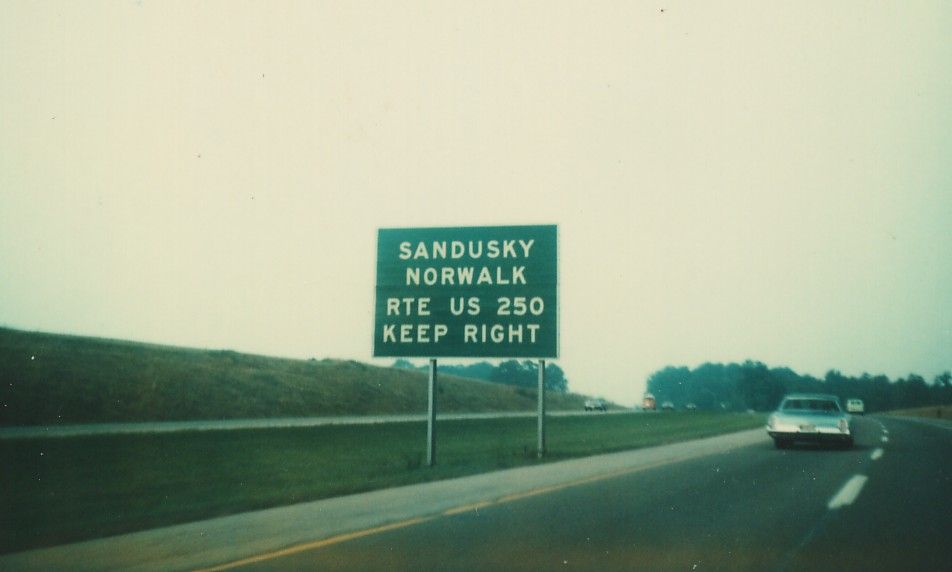 SANDUSKY
NORWALK
RTE US 250
KEEP RIGHT